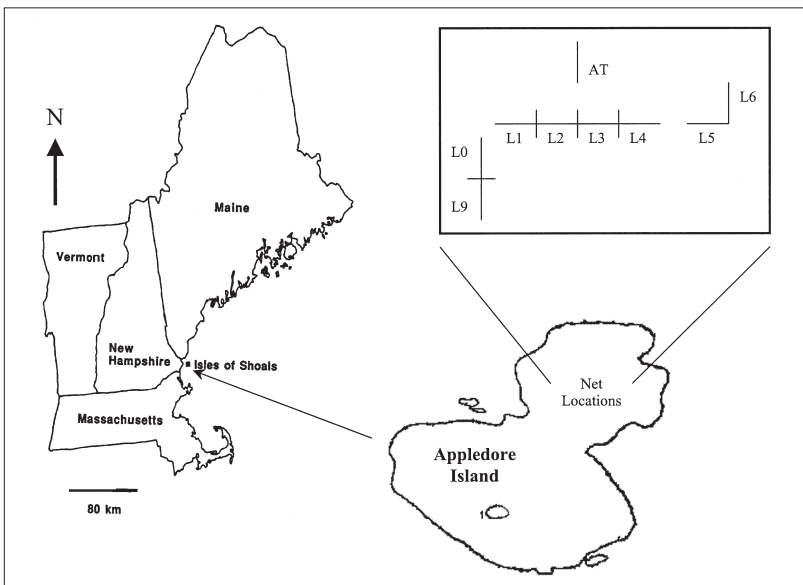 N
Maine
Vermont
New
Hampshire
Isles of Shoals
Massachusetts
80 km
AT
L6
L1 L2 L3 L4 L5
L0
L9
Net
Locations
Appledore
Island
1